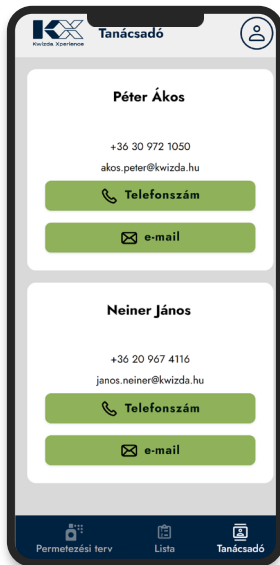 KX
Kwizda Xperience
Tanácsadó
Péter Ákos
+36 30 972 1050
akos.peter@kwizda.hu
Telefonszám
e-mail
Neiner János
+36 20 967 4116
janos.neiner@kwizda.hu
Telefonszám
e-mail
Permetezési terv
Lista
Tanácsadó